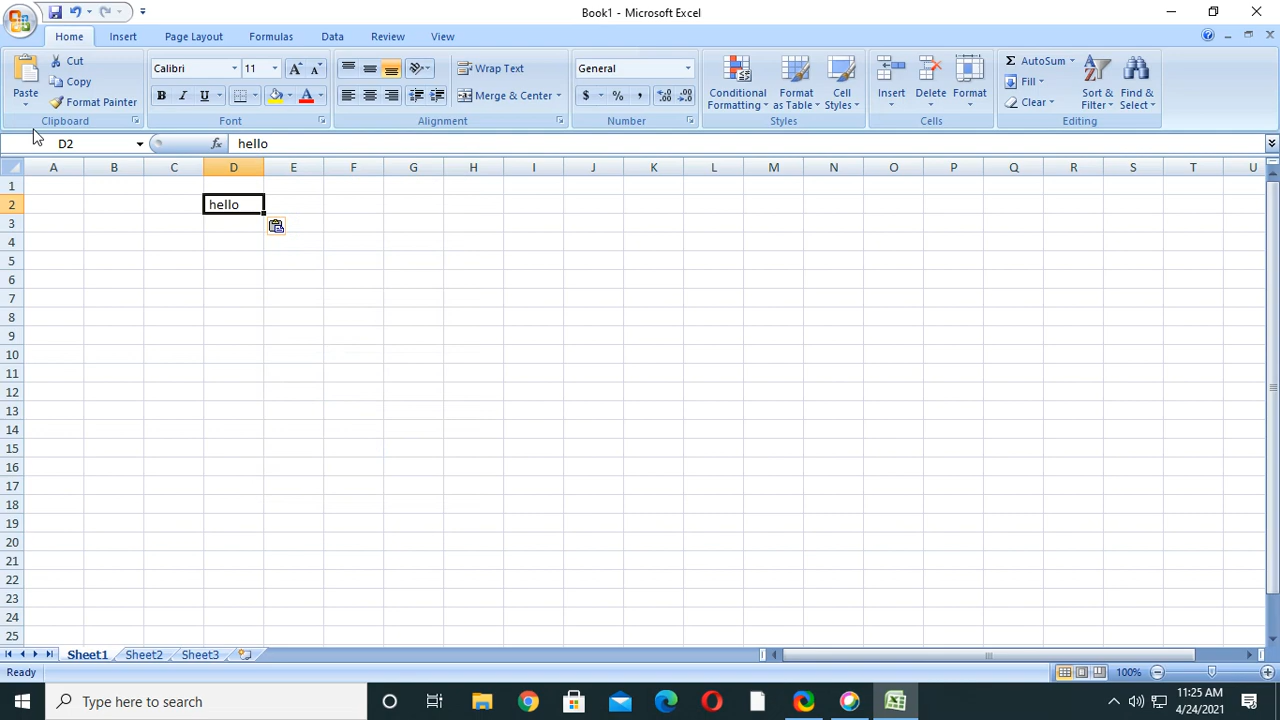 Book1 - Microsoft Excel
Home Insert Page Layout Formulas Data Review View
Paste
Cut
Copy
Format Painter
Clipboard
Calibri 11 A A
B I U A
Font
Wrap Text
Merge & Center
Alignment
General
$ % , .0 .00 .00 .0
Number
Conditional Formatting
Format as Table
Cell Styles
Styles
Insert Delete Format
Cells
Σ AutoSum
Fill
Clear
Sort & Filter
Find & Select
Editing
D2 fx hello
A B C D E F G H I J K L M N O P Q R S T U
1
2 hello
3
4
5
6
7
8
9
10
11
12
13
14
15
16
17
18
19
20
21
22
23
24
25
Sheet1 Sheet2 Sheet3
Ready 100%
Type here to search
11:25 AM
4/24/2021